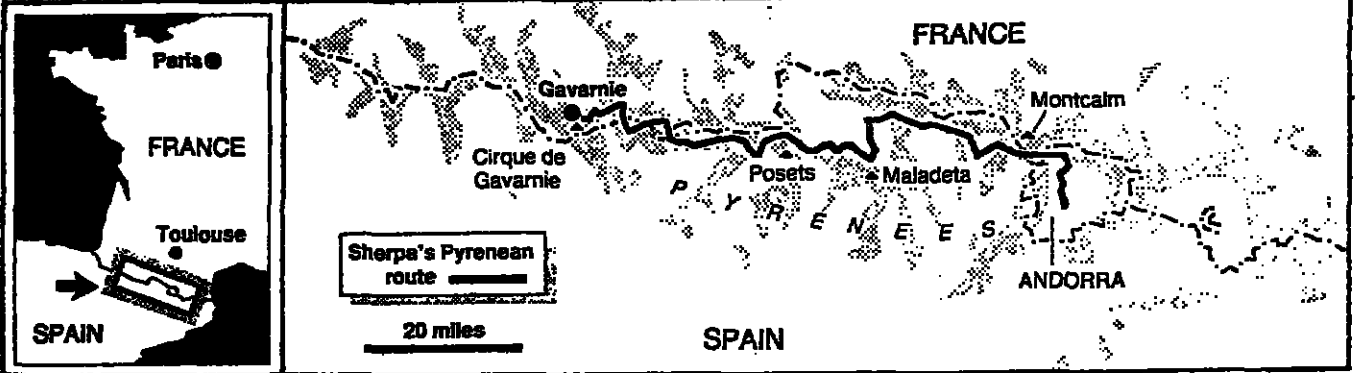 Paris
FRANCE
Toulouse
SPAIN
FRANCE
Gavarnie
Montcalm
Cirque de
Gavarnie
Posets
Maladeta
PYRENEES
Sherpa's Pyrenean
route
ANDORRA
20 miles
SPAIN